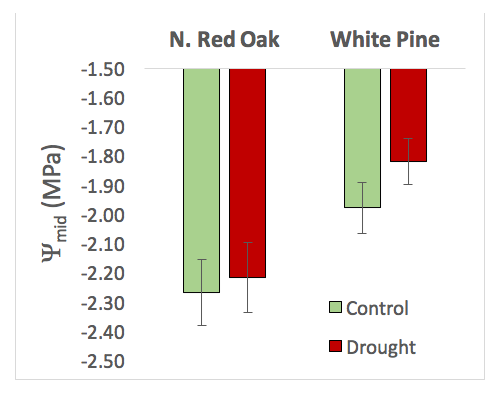 N. Red Oak White Pine
-1.50
-1.60
-1.70
-1.80
-1.90
-2.00
-2.10
-2.20
-2.30
-2.40
-2.50
Ψmid (MPa)
Control
Drought